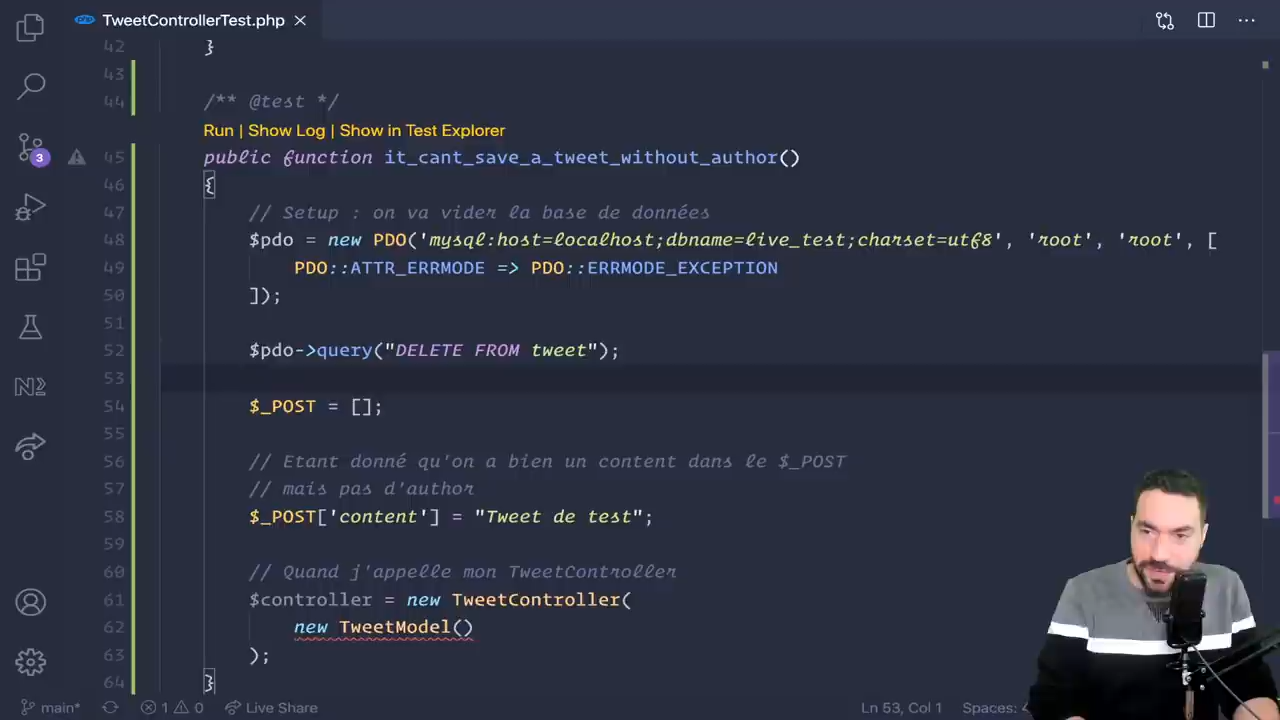 php TweetControllerTest.php ×
42 }
43
44 /** @test */
Run | Show Log | Show in Test Explorer
45 public function it_cant_save_a_tweet_without_author()
46 {
47 // Setup : on va vider la base de données
48 $pdo = new PDO('mysql:host=localhost;dbname=live_test;charset=utf8', 'root', 'root', [
49 PDO::ATTR_ERRMODE => PDO::ERRMODE_EXCEPTION
50 ]);
51
52 $pdo->query("DELETE FROM tweet");
53
54 $_POST = [];
55
56 // Etant donné qu'on a bien un content dans le $_POST
57 // mais pas d'author
58 $_POST['content'] = "Tweet de test";
59
60 // Quand j'appelle mon TweetController
61 $controller = new TweetController(
62 new TweetModel()
63 );
64 }
3
main* 1 0 Live Share Ln 53, Col 1 Spaces: